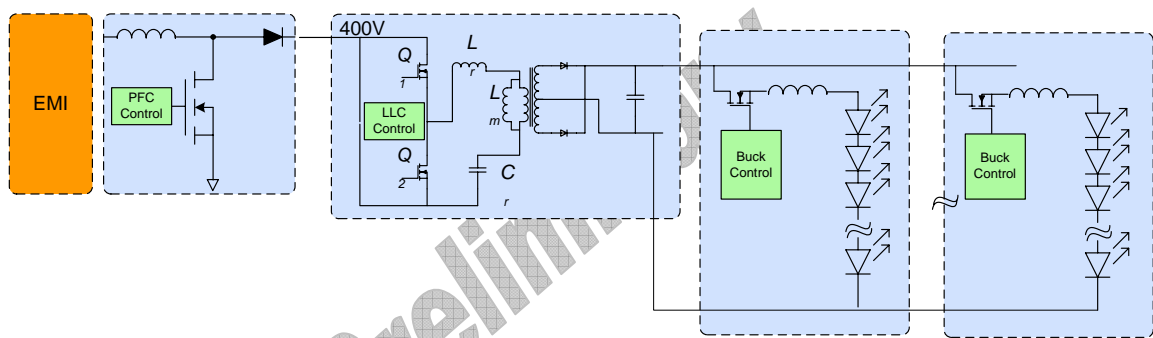 EMI
PFC
Control
400V
Q
1
LLC
Control
Q
2
L
r
L
m
C
r
Buck
Control
Buck
Control